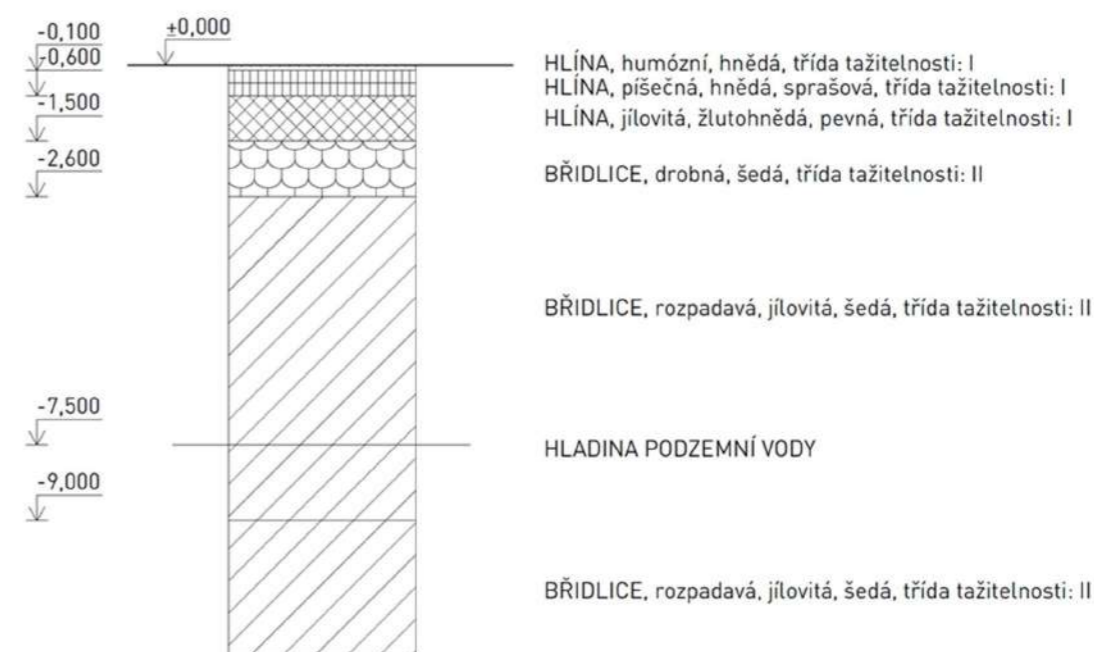 -0,100
±0,000
-0,600
HLÍNA, humózní, hnědá, třída tažitelnosti: I
HLÍNA, píšečná, hnědá, sprašová, třída tažitelnosti: I
-1,500
HLÍNA, jílovitá, žlutohnědá, pevná, třída tažitelnosti: I
-2,600
BŘIDLICE, drobná, šedá, třída tažitelnosti: II
BŘIDLICE, rozpadavá, jílovitá, šedá, třída tažitelnosti: II
-7,500
HLADINA PODZEMNÍ VODY
-9,000
BŘIDLICE, rozpadavá, jílovitá, šedá, třída tažitelnosti: II